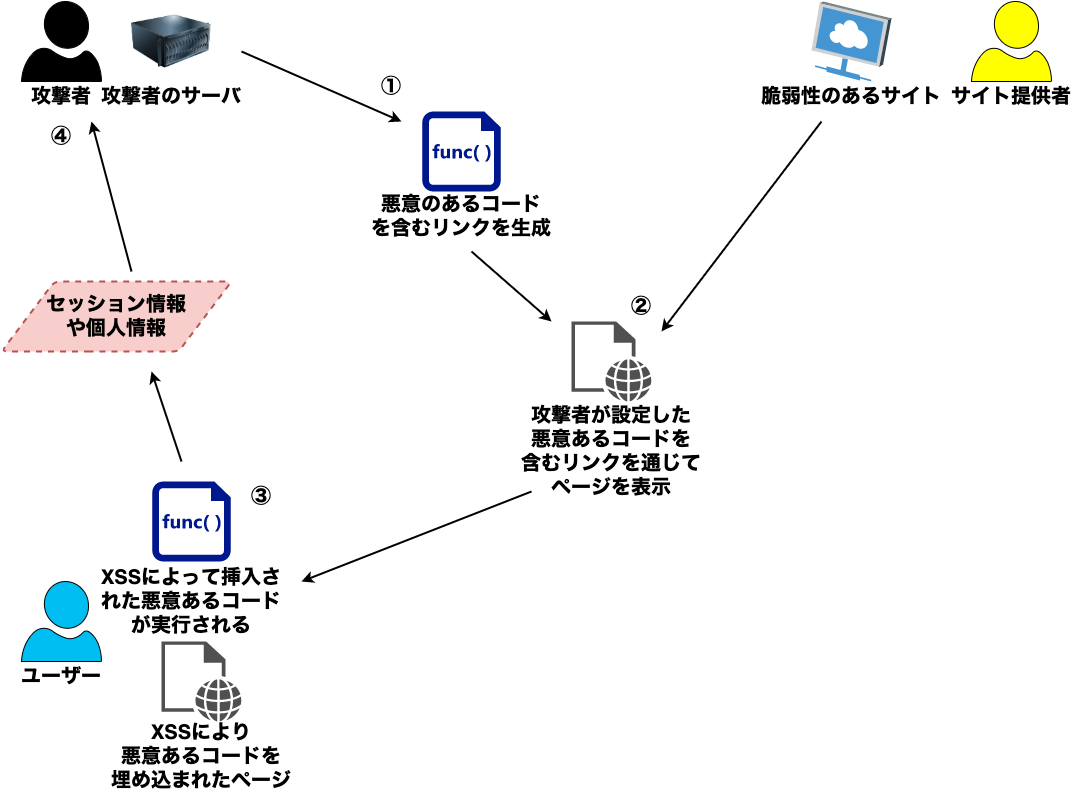 攻撃者 攻撃者のサーバ
脆弱性のあるサイト サイト提供者
①
④
func( )
悪意のあるコード
を含むリンクを生成
セッション情報
や個人情報
②
攻撃者が設定した
悪意あるコードを
含むリンクを通じて
ページを表示
③
func( )
XSSによって挿入さ
れた悪意あるコード
が実行される
ユーザー
XSSにより
悪意あるコードを
埋め込まれたページ